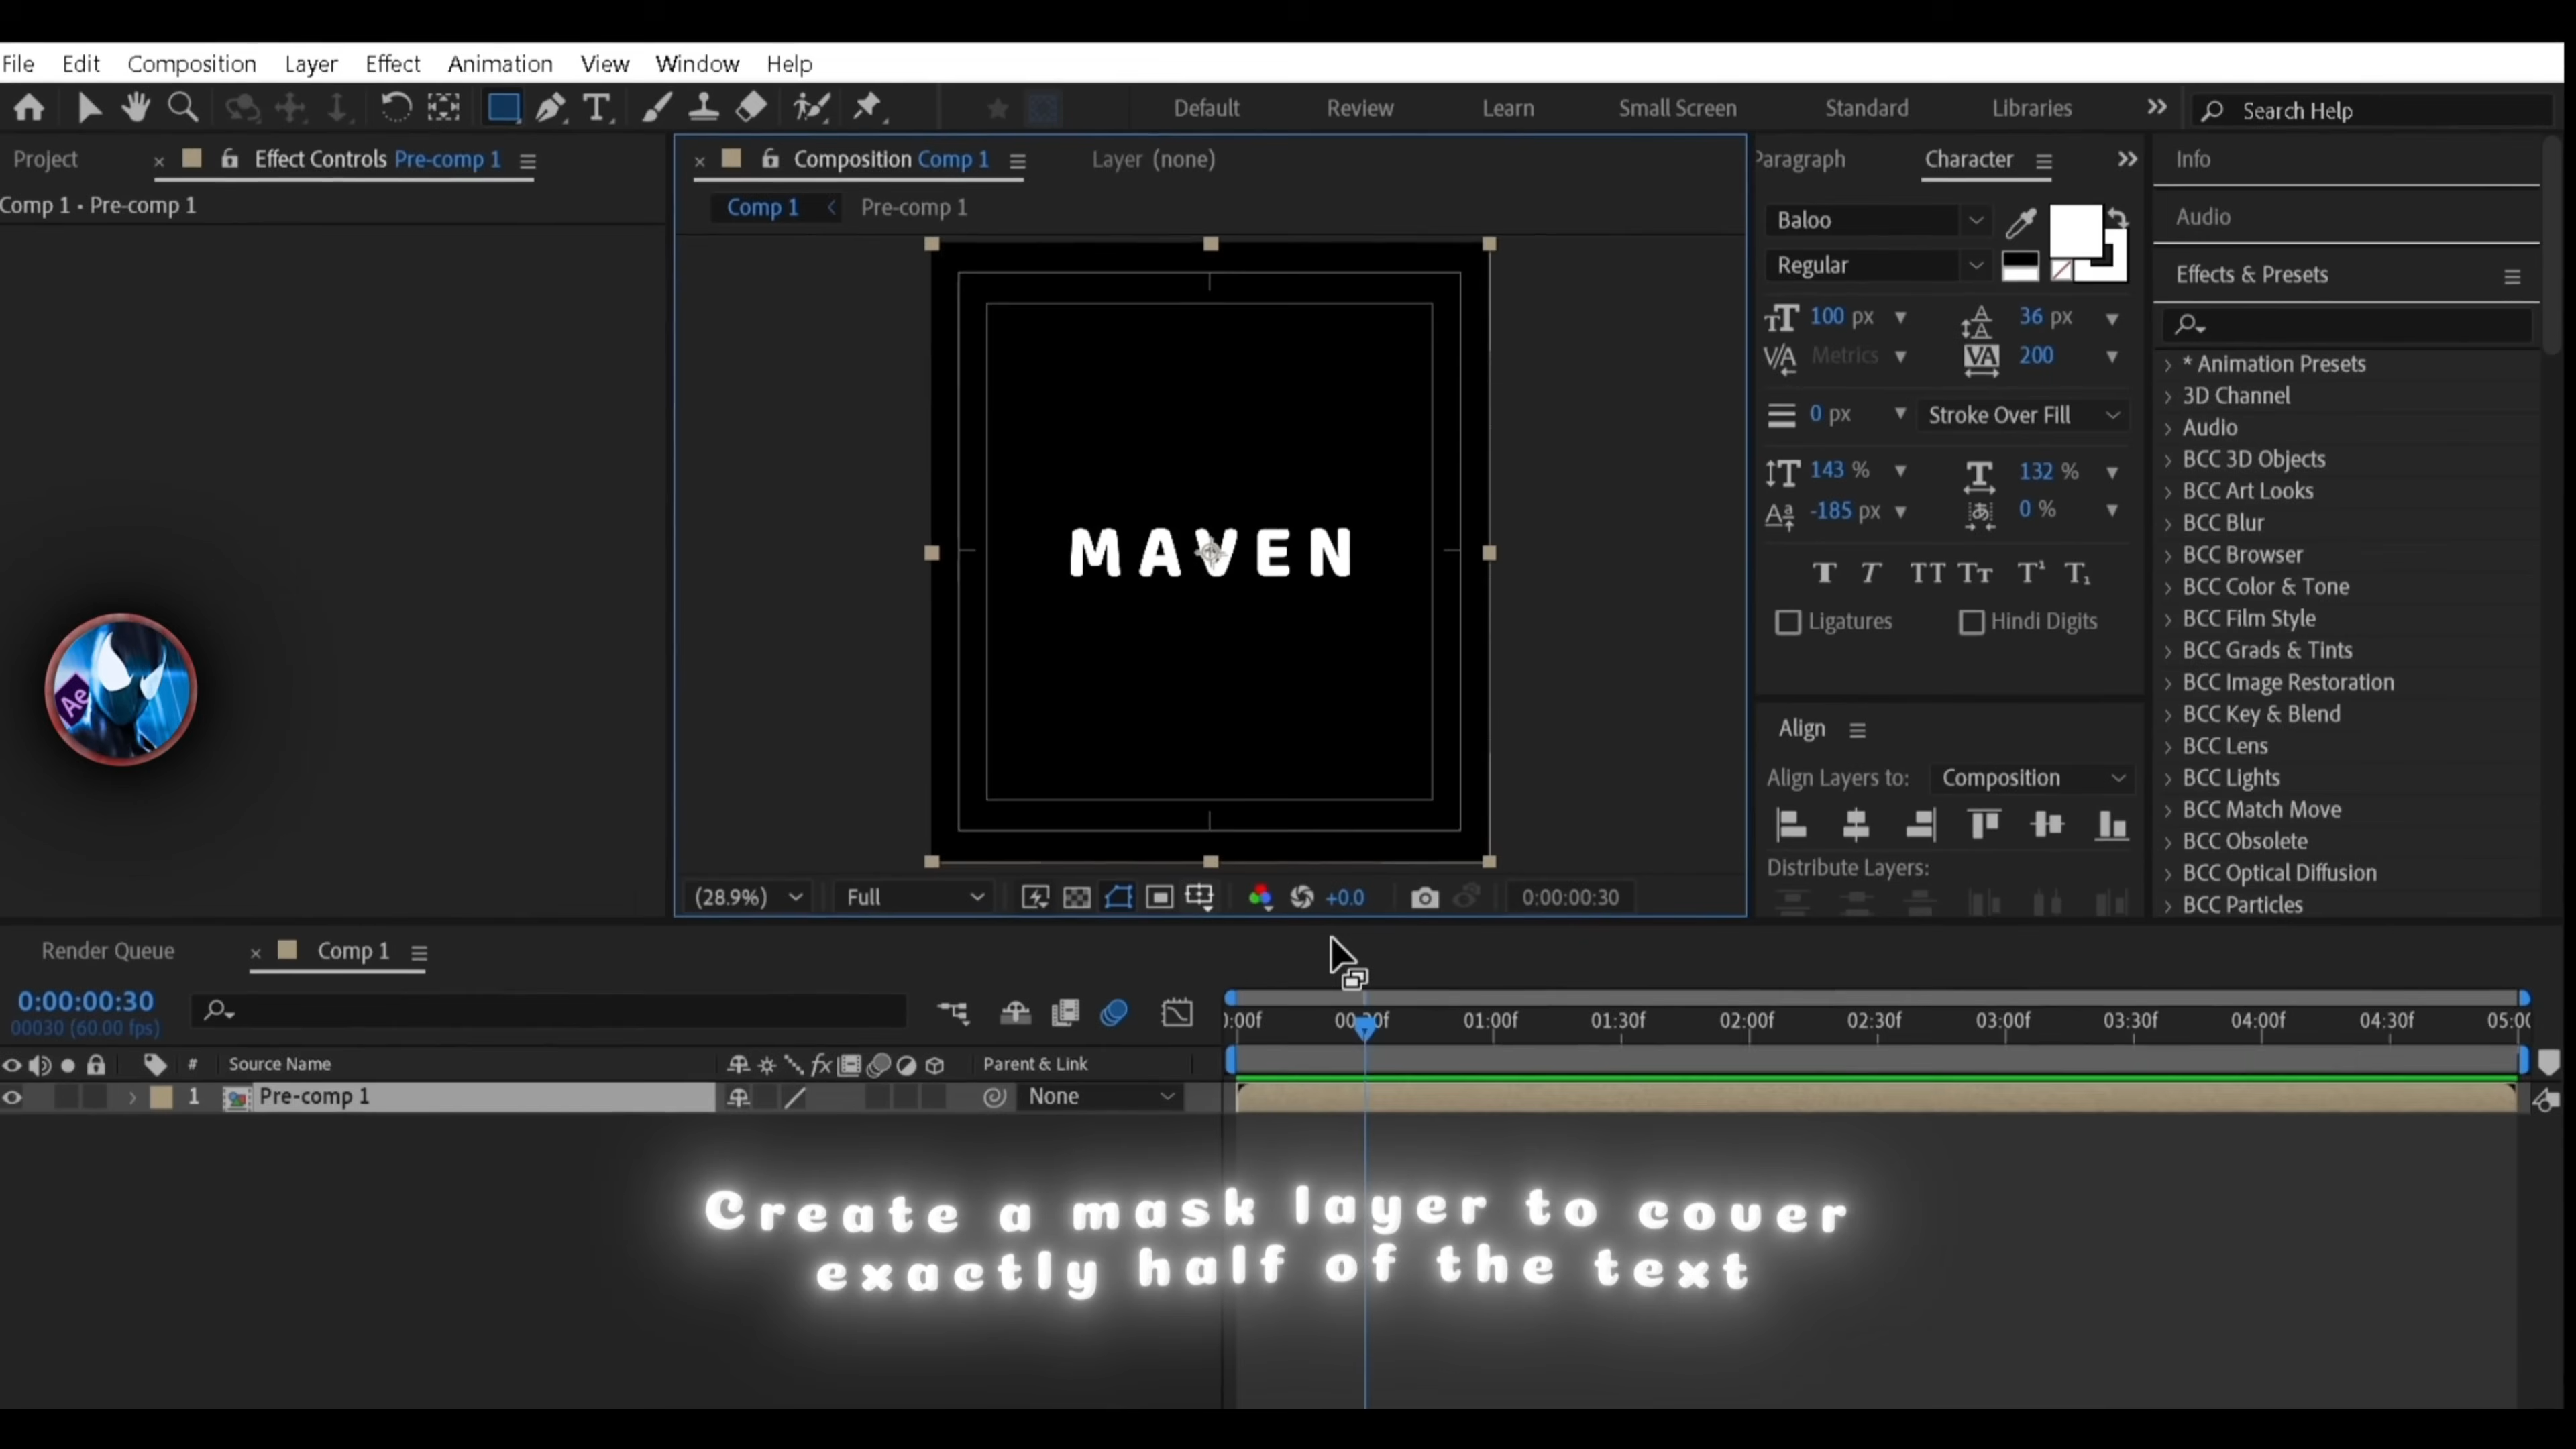 File Edit Composition Layer Effect Animation View Window Help
Default Review Learn Small Screen Standard Libraries Search Help
Project Effect Controls Pre-comp 1
Comp 1 • Pre-comp 1
Composition Comp 1 Layer (none)
Comp 1 Pre-comp 1
MAVEN
Ae
(28.9%) Full +0.0 0:00:00:30
Paragraph Character
Baloo
Regular
100 px 36 px
Metrics 200
0 px Stroke Over Fill
143 % 132 %
-185 px 0 %
Ligatures Hindi Digits
Align
Align Layers to: Composition
Distribute Layers:
Info
Audio
Effects & Presets
* Animation Presets
3D Channel
Audio
BCC 3D Objects
BCC Art Looks
BCC Blur
BCC Browser
BCC Color & Tone
BCC Film Style
BCC Grads & Tints
BCC Image Restoration
BCC Key & Blend
BCC Lens
BCC Lights
BCC Match Move
BCC Obsolete
BCC Optical Diffusion
BCC Particles
Render Queue Comp 1
0:00:00:30
00030 (60.00 fps)
01:00f 01:30f 02:00f 02:30f 03:00f 03:30f 04:00f 04:30f
# Source Name fx Parent & Link
1 Pre-comp 1 None
Create a mask layer to cover
exactly half of the text